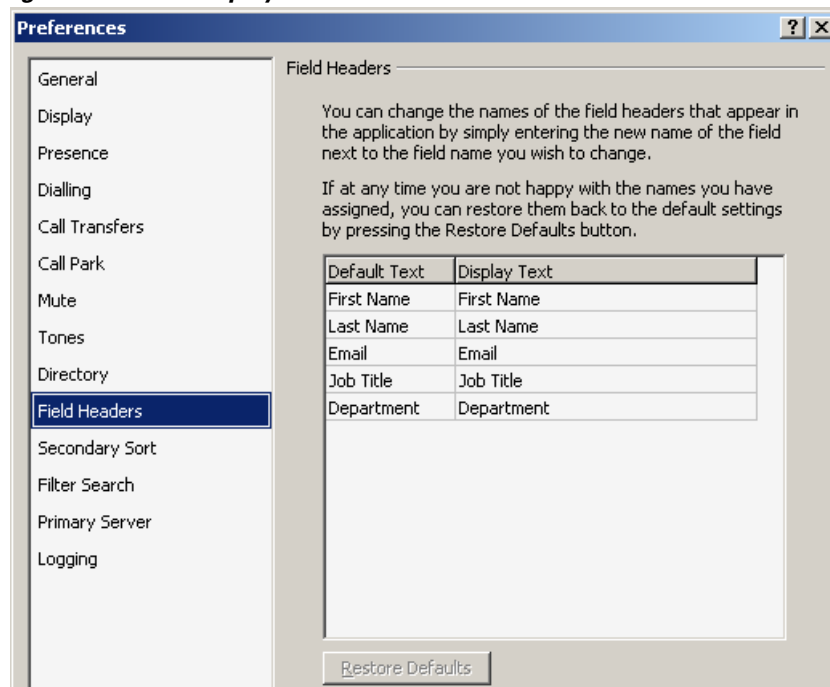 Preferences
General
Display
Presence
Dialling
Call Transfers
Call Park
Mute
Tones
Directory
Field Headers
Secondary Sort
Filter Search
Primary Server
Logging
Field Headers
You can change the names of the field headers that appear in
the application by simply entering the new name of the field
next to the field name you wish to change.
If at any time you are not happy with the names you have
assigned, you can restore them back to the default settings
by pressing the Restore Defaults button.
Default Text Display Text
First Name First Name
Last Name Last Name
Email Email
Job Title Job Title
Department Department
Restore Defaults